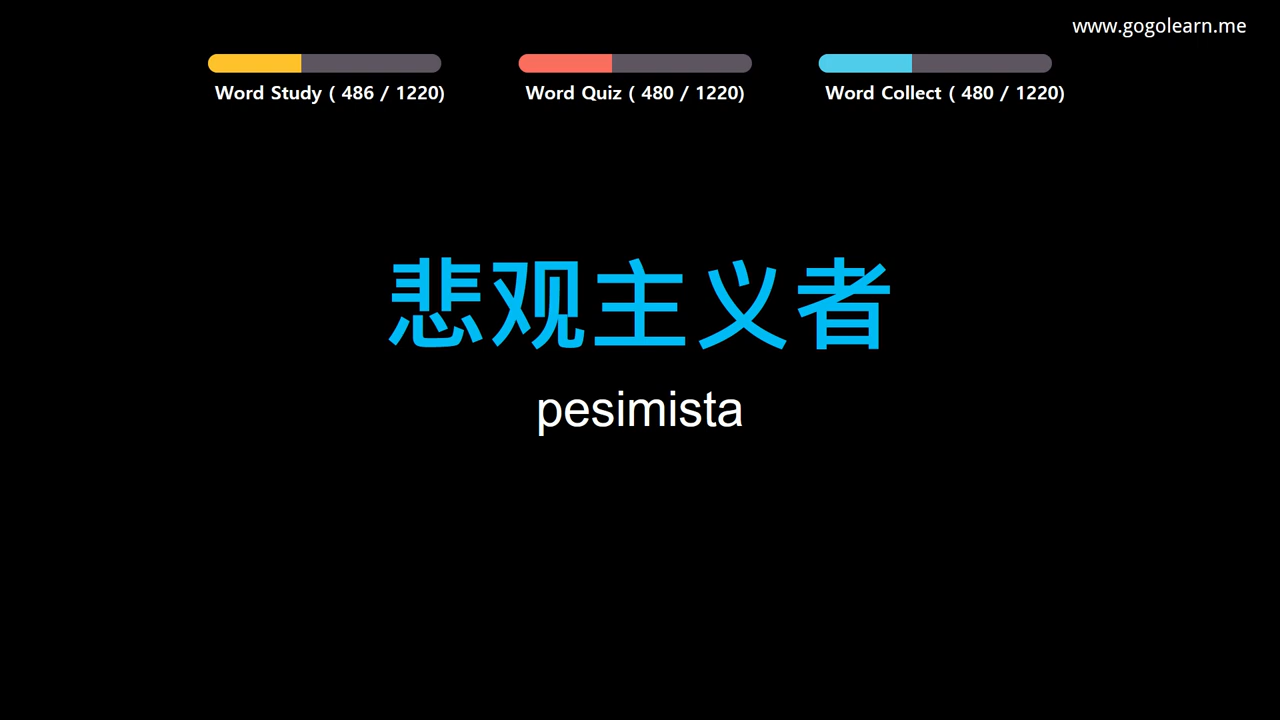 www.gogolearn.me
Word Study ( 486 / 1220)
Word Quiz ( 480 / 1220)
Word Collect ( 480 / 1220)
悲观主义者
pesimista